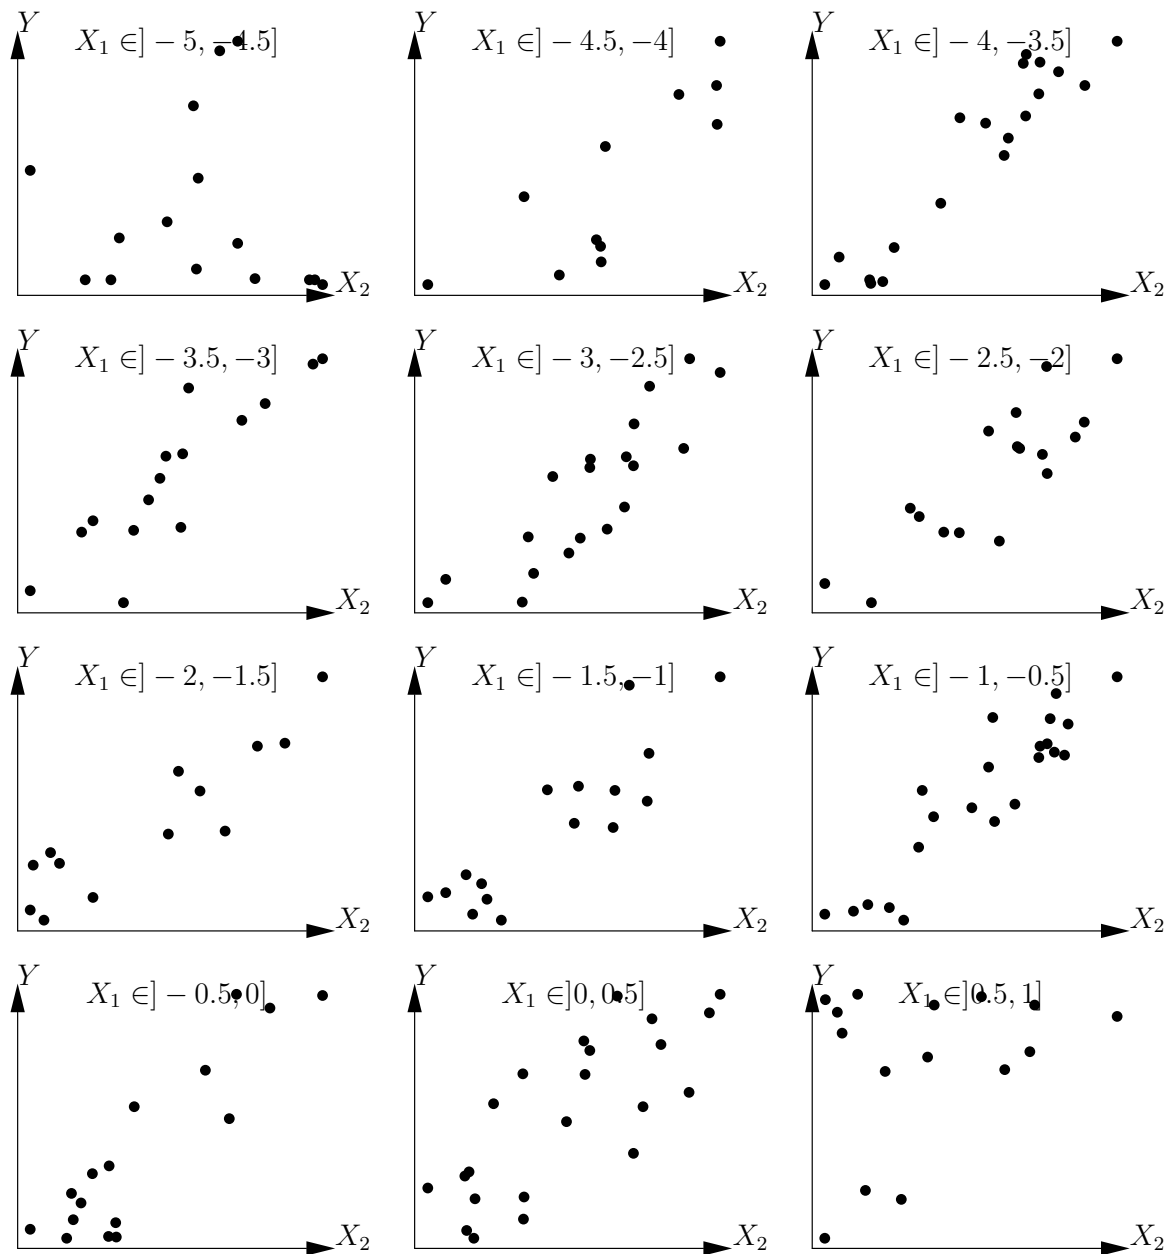 Y X₁ ∈] − 5, −4.5] X₂
Y X₁ ∈] − 4.5, −4] X₂
Y X₁ ∈] − 4, −3.5] X₂
Y X₁ ∈] − 3.5, −3] X₂
Y X₁ ∈] − 3, −2.5] X₂
Y X₁ ∈] − 2.5, −2] X₂
Y X₁ ∈] − 2, −1.5] X₂
Y X₁ ∈] − 1.5, −1] X₂
Y X₁ ∈] − 1, −0.5] X₂
Y X₁ ∈] − 0.5, 0] X₂
Y X₁ ∈]0, 0.5] X₂
Y X₁ ∈]0.5, 1] X₂